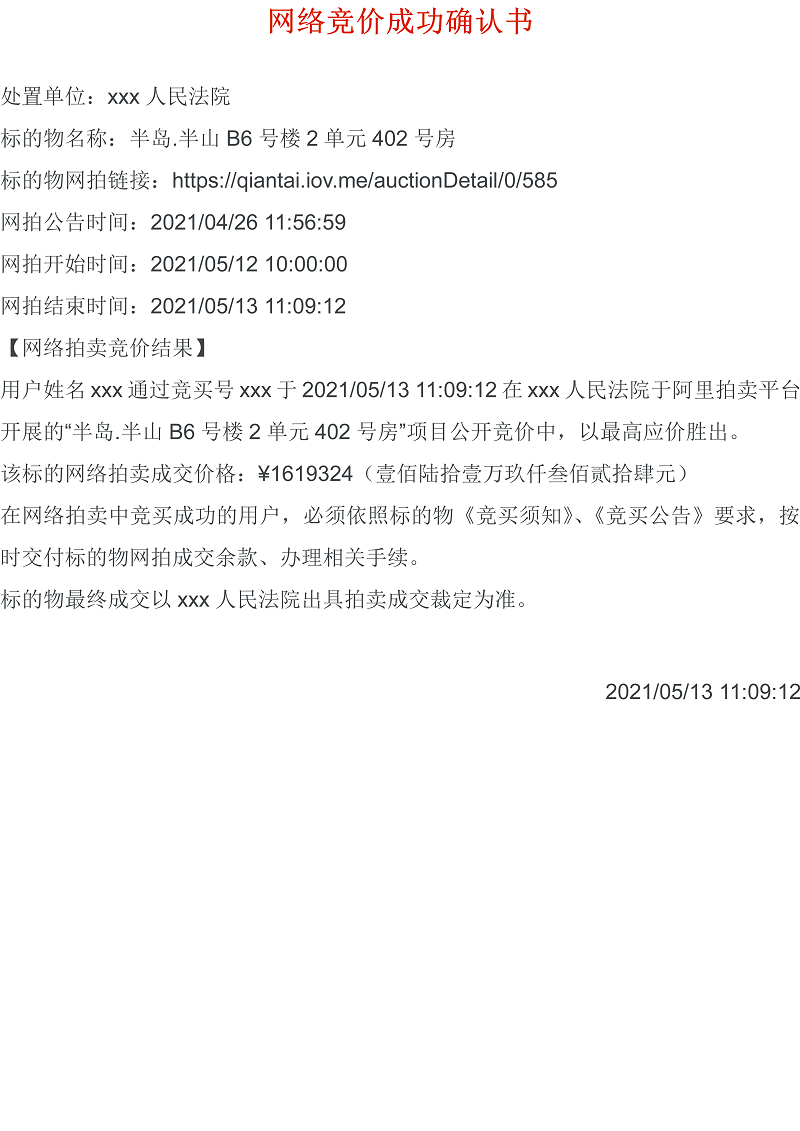 网络竞价成功确认书
处置单位：xxx 人民法院
标的物名称：半岛.半山 B6 号楼 2 单元 402 号房
标的物网拍链接：https://qiantai.iov.me/auctionDetail/0/585
网拍公告时间：2021/04/26 11:56:59
网拍开始时间：2021/05/12 10:00:00
网拍结束时间：2021/05/13 11:09:12
【网络拍卖竞价结果】
用户姓名 xxx 通过竞买号 xxx 于 2021/05/13 11:09:12 在 xxx 人民法院于阿里拍卖平台
开展的“半岛.半山 B6 号楼 2 单元 402 号房”项目公开竞价中，以最高应价胜出。
该标的网络拍卖成交价格：¥1619324（壹佰陆拾壹万玖仟叁佰贰拾肆元）
在网络拍卖中竞买成功的用户，必须依照标的物《竞买须知》、《竞买公告》要求，按
时交付标的物网拍成交余款、办理相关手续。
标的物最终成交以 xxx 人民法院出具拍卖成交裁定为准。
2021/05/13 11:09:12